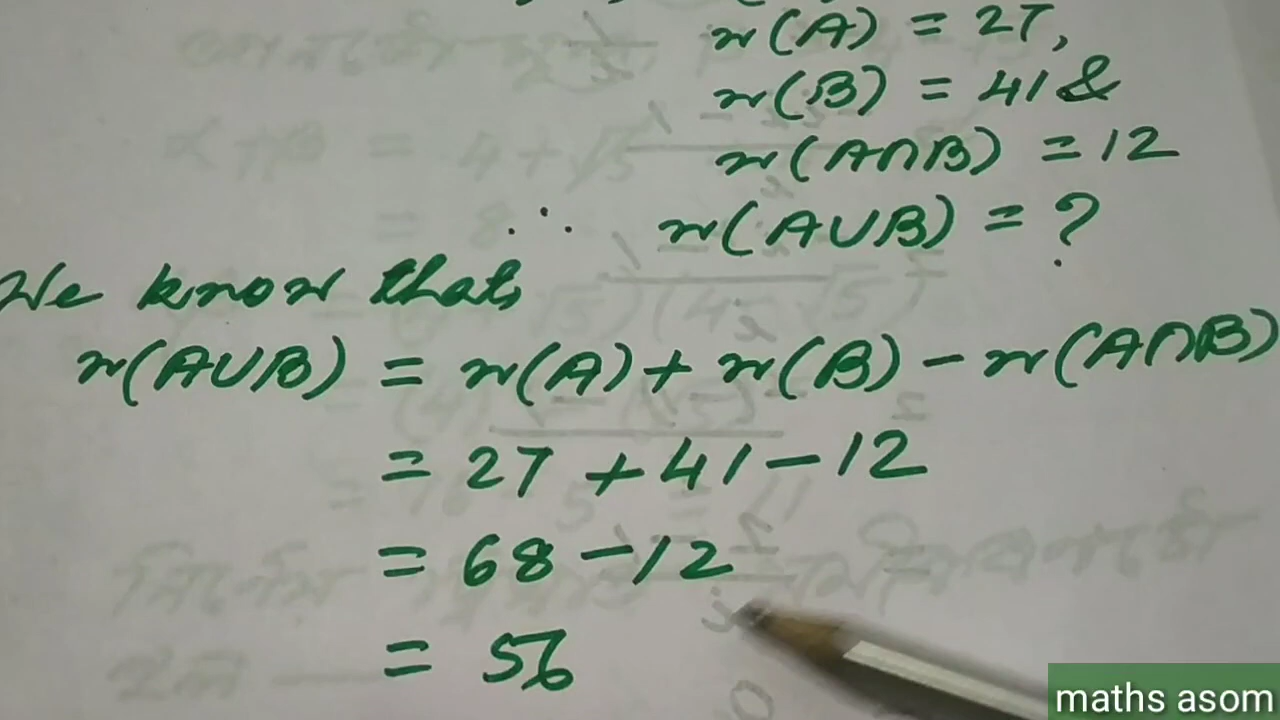 n(A) = 27,
n(B) = 41 &
n(A∩B) = 12
∴ n(A∪B) = ?
We know that,
n(A∪B) = n(A) + n(B) - n(A∩B)
= 27 + 41 - 12
= 68 - 12
= 56
maths asom